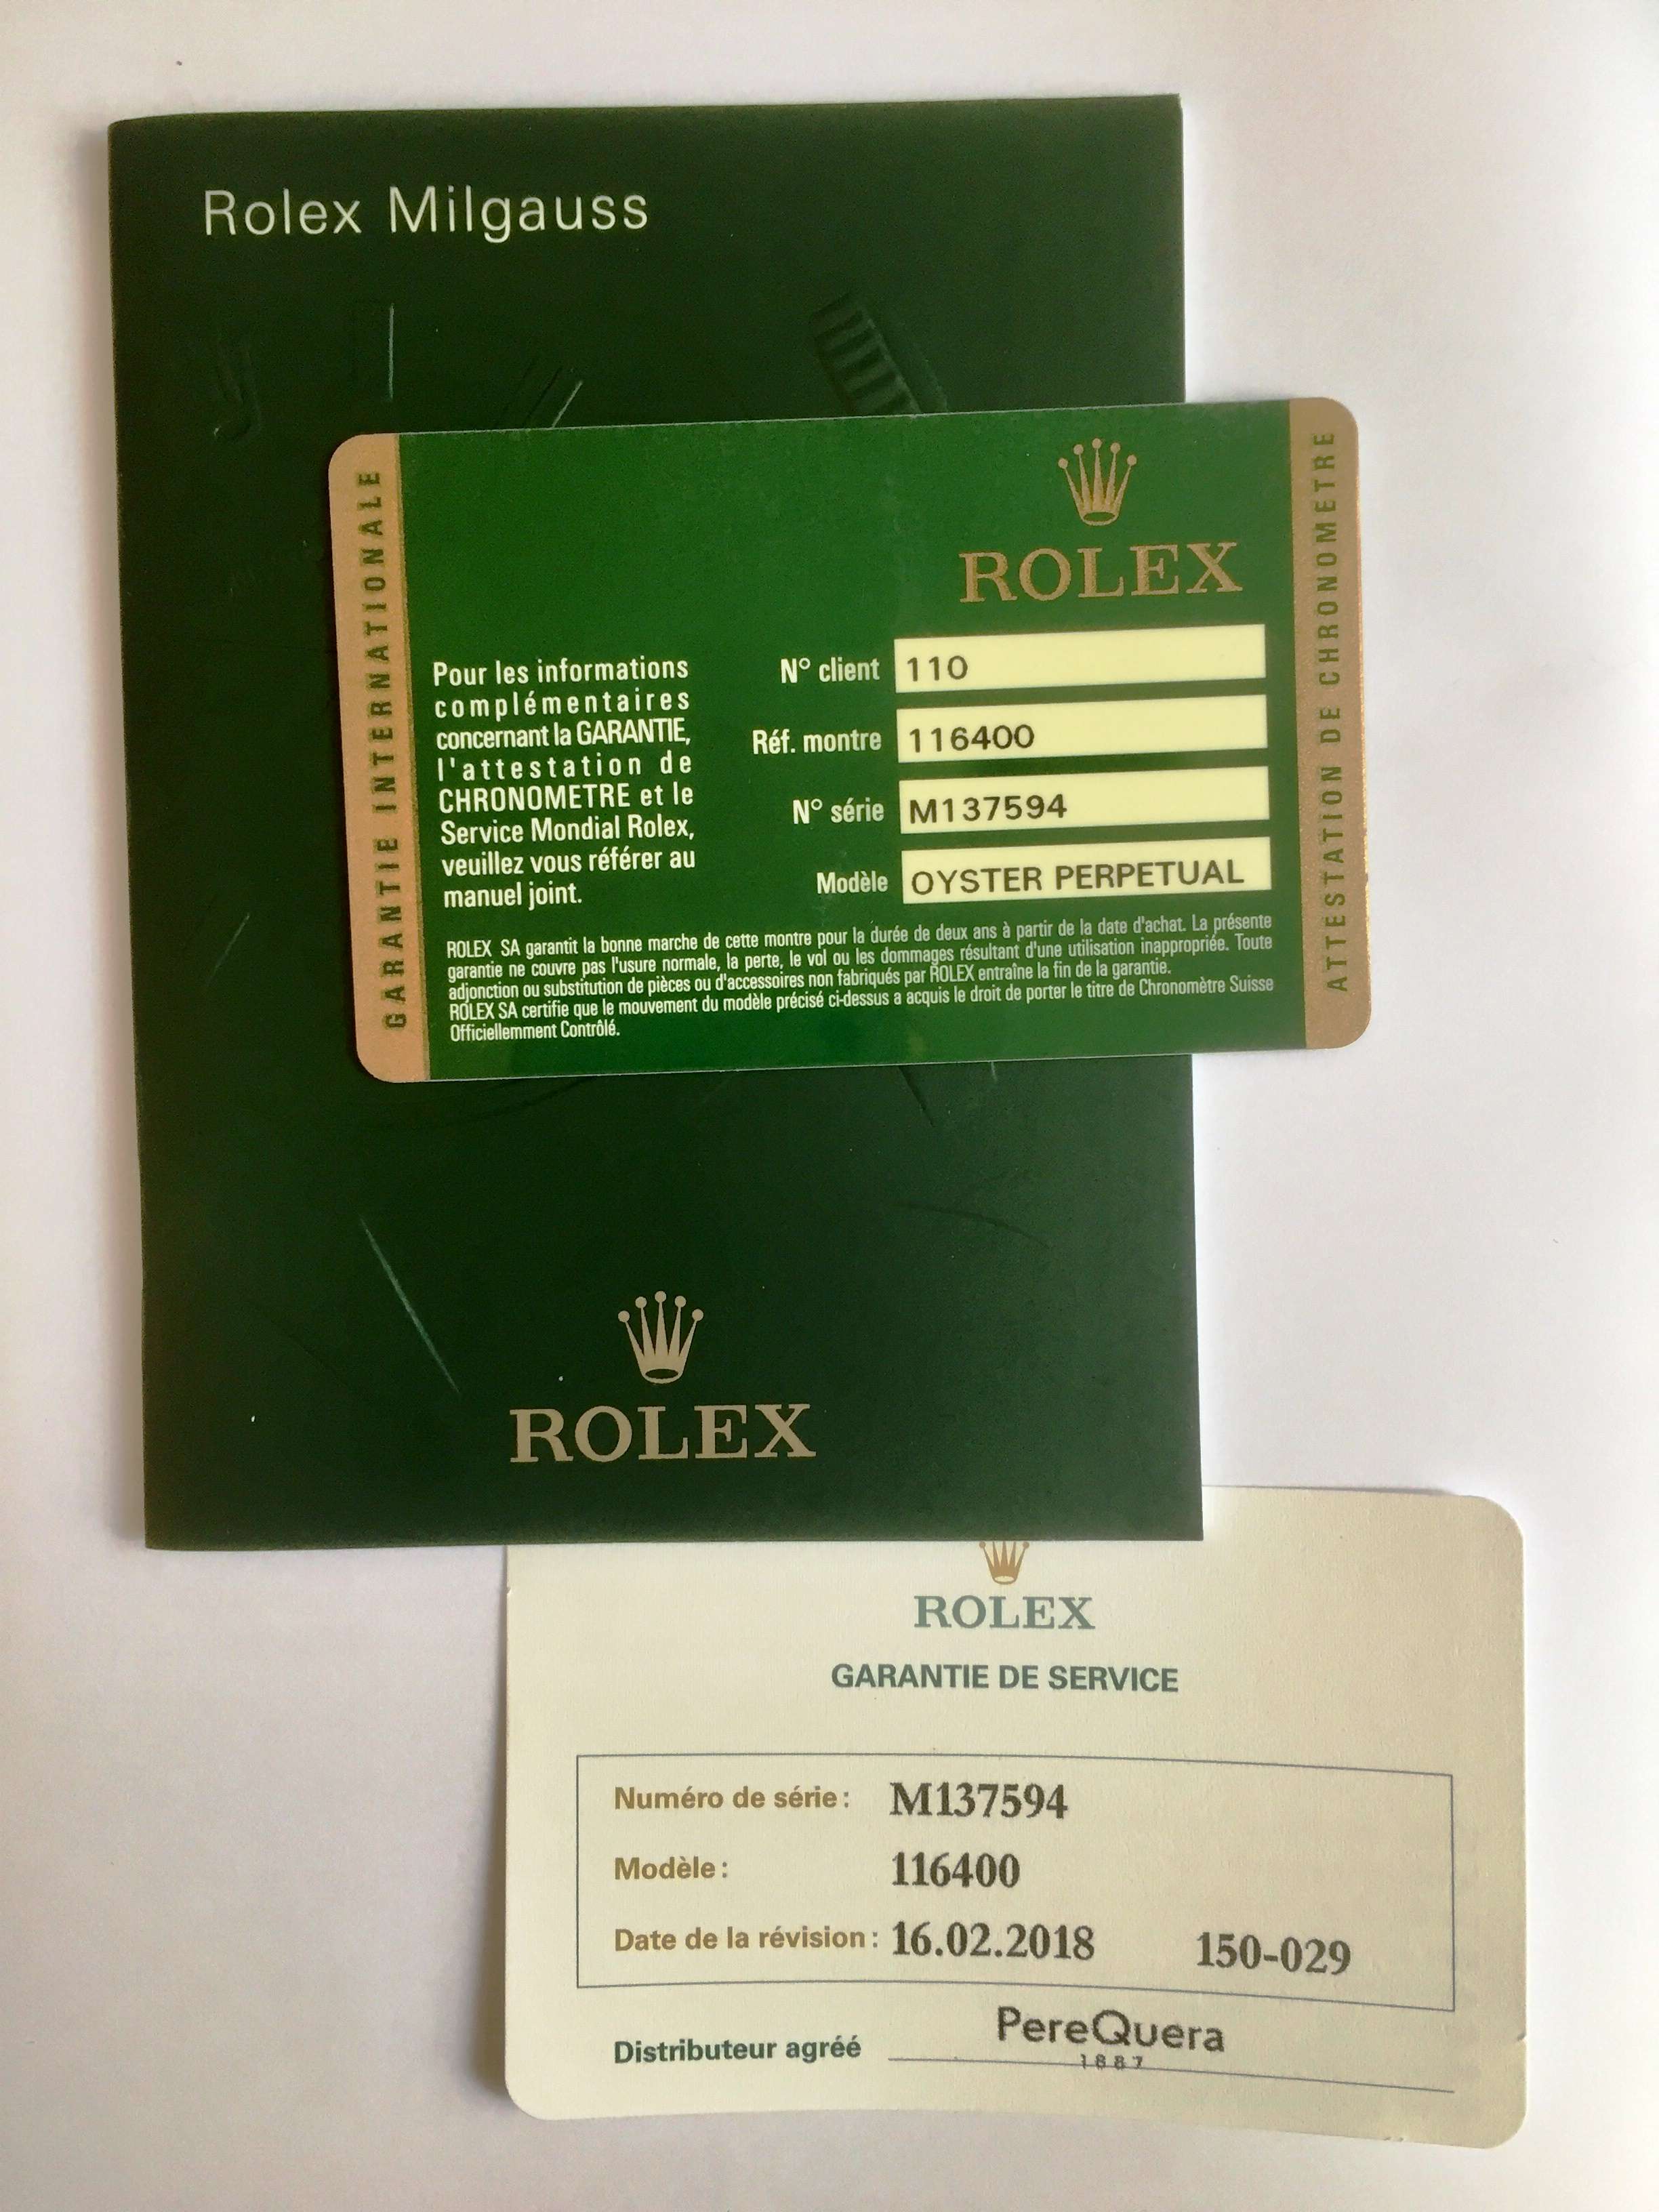 Rolex Milgauss
GARANTIE INTERNATIONALE
ROLEX
ATTESTATION DE CHRONOMETRE
Pour les informations
complémentaires
concernant la GARANTIE,
l'attestation de
CHRONOMETRE et le
Service Mondial Rolex,
veuillez vous référer au
manuel joint.
N° client 110
Réf. montre 116400
N° série M137594
Modèle OYSTER PERPETUAL
ROLEX SA garantit la bonne marche de cette montre pour la durée de deux ans à partir de la date d'achat. La présente
garantie ne couvre pas l'usure normale, la perte, le vol ou les dommages résultant d'une utilisation inappropriée. Toute
adjonction ou substitution de pièces ou d'accessoires non fabriqués par ROLEX entraîne la fin de la garantie.
ROLEX SA certifie que le mouvement du modèle précisé ci-dessus a acquis le droit de porter le titre de Chronomètre Suisse
Officiellemment Contrôlé.
ROLEX
ROLEX
GARANTIE DE SERVICE
Numéro de série: M137594
Modèle: 116400
Date de la révision: 16.02.2018 150-029
Distributeur agréé PereQuera
1887